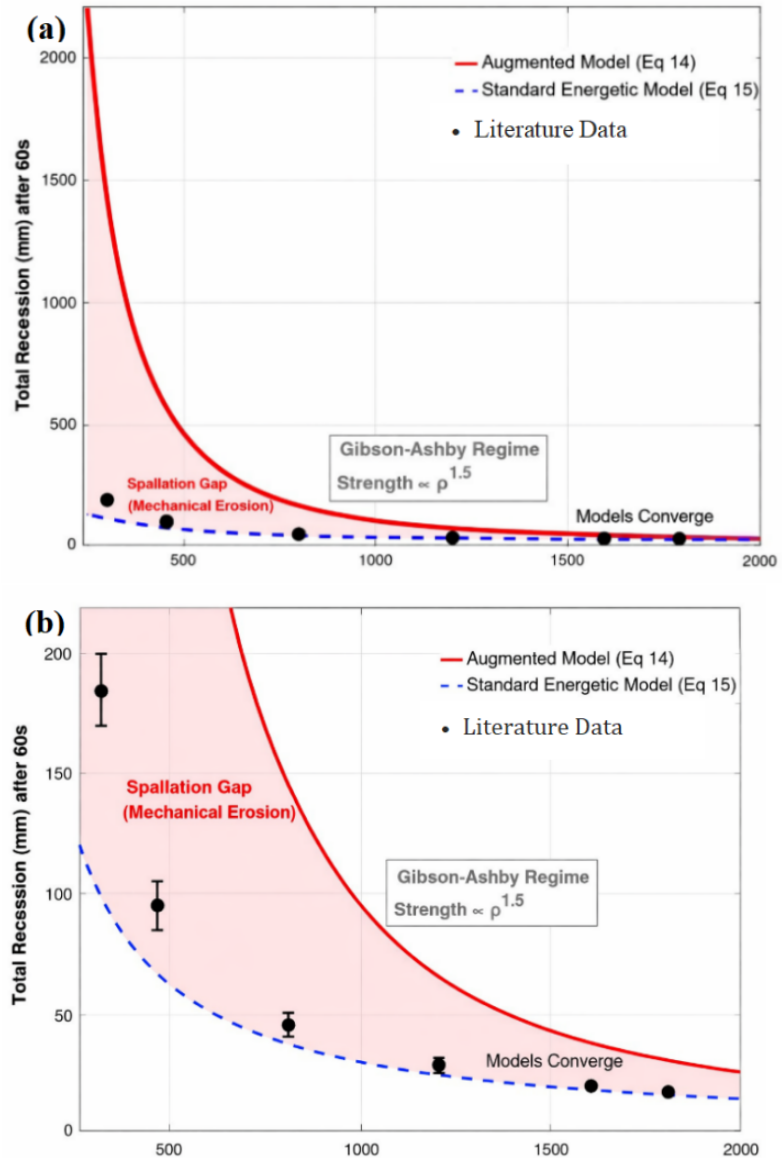 (a)
Augmented Model (Eq 14)
Standard Energetic Model (Eq 15)
Literature Data
Total Recession (mm) after 60s
2000
1500
1000
500
0
Gibson-Ashby Regime
Strength ∝ ρ^1.5
Spallation Gap
(Mechanical Erosion)
Models Converge
500
1000
1500
2000
(b)
Augmented Model (Eq 14)
Standard Energetic Model (Eq 15)
Literature Data
Total Recsssion (mm) after 60s
200
150
100
50
0
Spallation Gap
(Mechanical Erosion)
Gibson-Ashby Regime
Strength ∝ ρ^1.5
Models Converge
500
1000
1500
2000